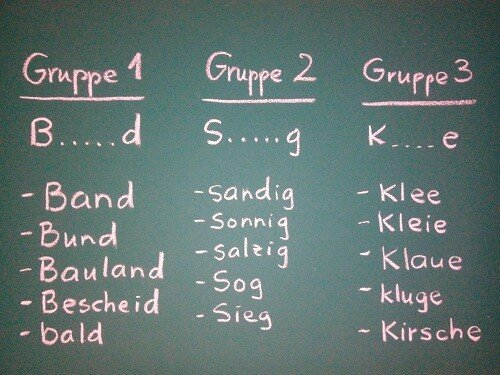 Gruppe 1
B.....d
- Band
- Bund
- Bauland
- Bescheid
- bald
Gruppe 2
S.....g
- sandig
- Sonnig
- salzig
- Sog
- Sieg
Gruppe 3
K....e
- Klee
- Kleie
- Klaue
- kluge
- Kirsche